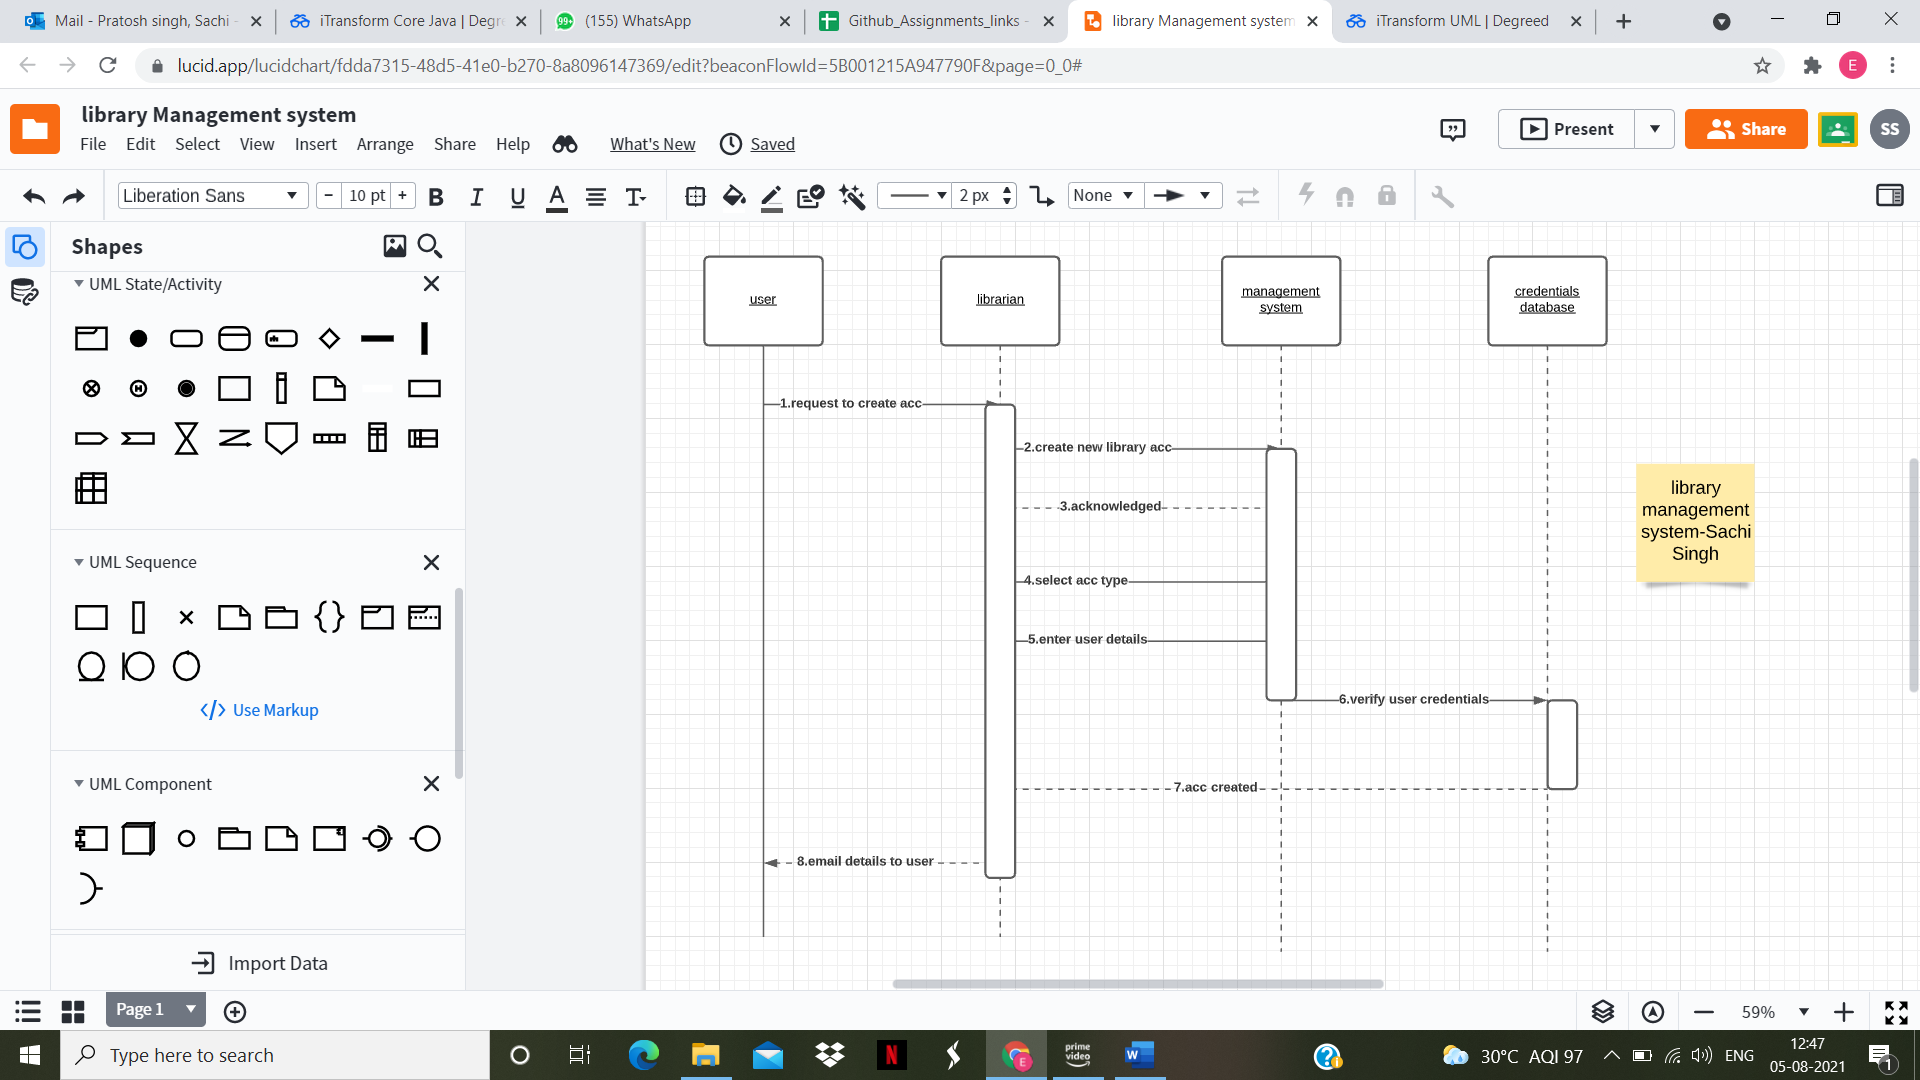 Mail - Pratosh singh, Sachi -
iTransform Core Java | Degre
99+
(155) WhatsApp
Github_Assignments_links -
library Management system
iTransform UML | Degreed
lucid.app/lucidchart/fdda7315-48d5-41e0-b270-8a8096147369/edit?beaconFlowId=5B001215A947790F&page=0_0#
E
library Management system
File Edit Select View Insert Arrange Share Help What's New Saved
Present
Share
SS
Liberation Sans
- 10 pt +
B I U A T
2 px
None
Shapes
UML State/Activity
UML Sequence
Use Markup
UML Component
Import Data
user
librarian
management
system
credentials
database
1.request to create acc
2.create new library acc
3.acknowledged
4.select acc type
5.enter user details
6.verify user credentials
7.acc created
8.email details to user
library
management
system-Sachi
Singh
Page 1
59%
Type here to search
N
E
prime
video
W
?
30°C AQI 97
ENG
12:47
05-08-2021
1